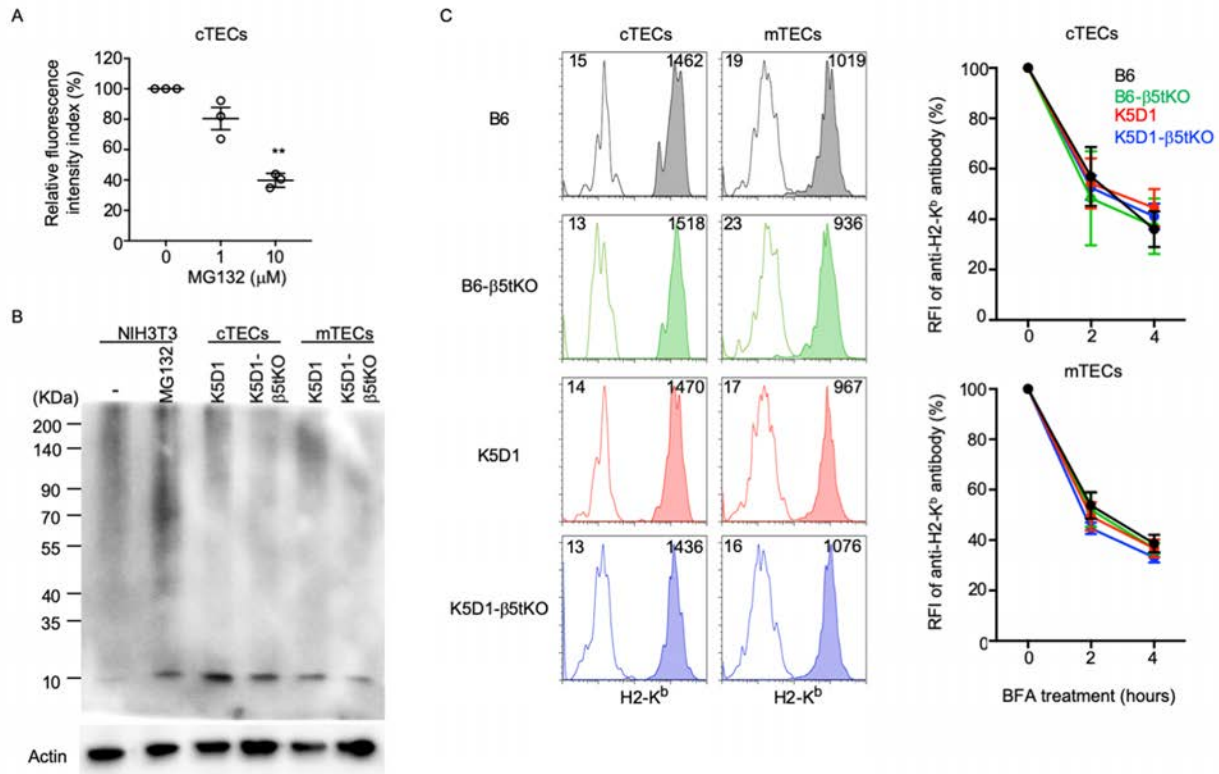 A
cTECs
Relative fluorescence
intensity index (%)
120
100
80
60
40
20
0
**
0 1 10
MG132 (μM)
B
NIH3T3 cTECs mTECs
- MG132 K5D1 K5D1-β5tKO K5D1 K5D1-β5tKO
(KDa)
200
140
90
70
55
40
35
10
Actin
C
cTECs mTECs
B6
15 1462 19 1019
B6-β5tKO
13 1518 23 936
K5D1
14 1470 17 967
K5D1-β5tKO
13 1436 16 1076
H2-Kᵇ H2-Kᵇ
cTECs
RFI of anti-H2-Kᵇ antibody (%)
100
80
60
40
20
0
B6
B6-β5tKO
K5D1
K5D1-β5tKO
0 2 4
mTECs
RFI of anti-H2-Kᵇ antibody (%)
100
80
60
40
20
0
0 2 4
BFA treatment (hours)